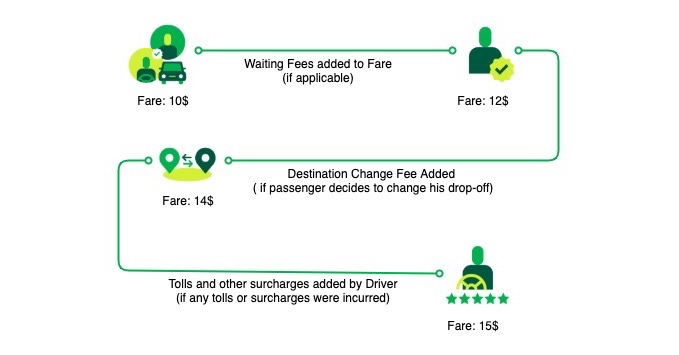 Waiting Fees added to Fare
(if applicable)
Fare: 10$
Fare: 12$
Destination Change Fee Added
( if passenger decides to change his drop-off)
Fare: 14$
Tolls and other surcharges added by Driver
(if any tolls or surcharges were incurred)
Fare: 15$